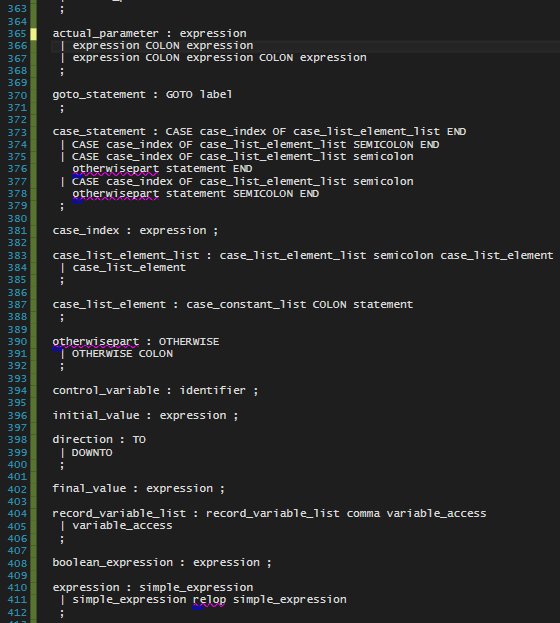 363 ;
364
365 actual_parameter : expression
366 | expression COLON expression
367 | expression COLON expression COLON expression
368 ;
369
370 goto_statement : GOTO label
371 ;
372
373 case_statement : CASE case_index OF case_list_element_list END
374 | CASE case_index OF case_list_element_list SEMICOLON END
375 | CASE case_index OF case_list_element_list semicolon
376 otherwisepart statement END
377 | CASE case_index OF case_list_element_list semicolon
378 otherwisepart statement SEMICOLON END
379 ;
380
381 case_index : expression ;
382
383 case_list_element_list : case_list_element_list semicolon case_list_element
384 | case_list_element
385 ;
386
387 case_list_element : case_constant_list COLON statement
388 ;
389
390 otherwisepart : OTHERWISE
391 | OTHERWISE COLON
392 ;
393
394 control_variable : identifier ;
395
396 initial_value : expression ;
397
398 direction : TO
399 | DOWNTO
400 ;
401
402 final_value : expression ;
403
404 record_variable_list : record_variable_list comma variable_access
405 | variable_access
406 ;
407
408 boolean_expression : expression ;
409
410 expression : simple_expression
411 | simple_expression relop simple_expression
412 ;